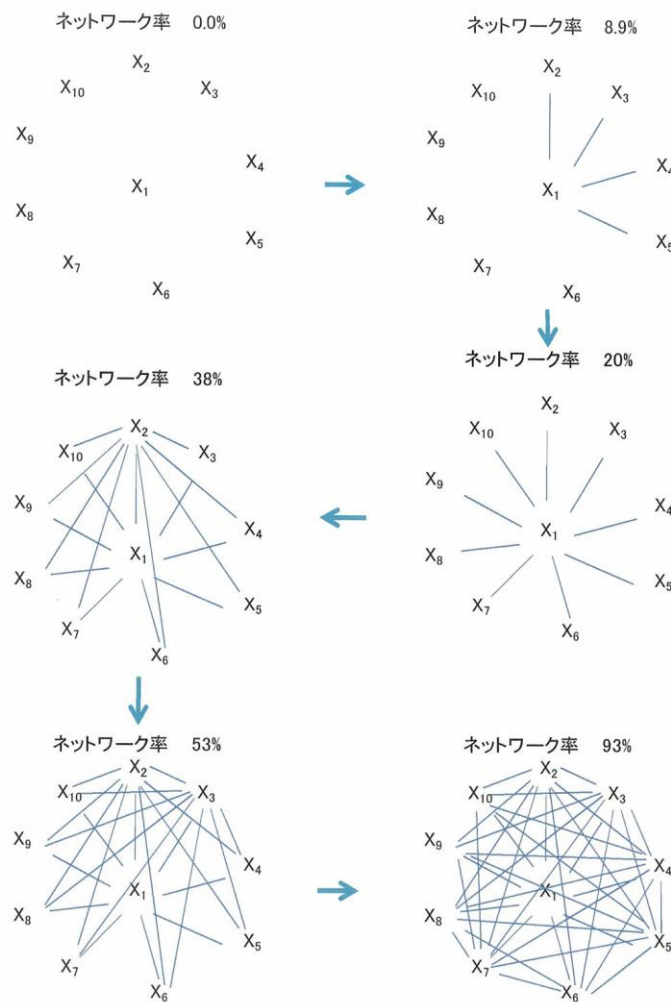 ネットワーク率 0.0%
X₂
X₁₀ X₃
X₉
X₄
X₁
X₈
X₅
X₇
X₆
ネットワーク率 8.9%
X₂
X₁₀ X₃
X₉
X₄
X₁
X₈
X₅
X₇
X₆
ネットワーク率 20%
X₂
X₁₀ X₃
X₉
X₄
X₁
X₈
X₅
X₇
X₆
ネットワーク率 38%
X₂
X₁₀ X₃
X₉
X₄
X₁
X₈
X₅
X₇
X₆
ネットワーク率 53%
X₂
X₁₀ X₃
X₉
X₄
X₁
X₈
X₅
X₇
X₆
ネットワーク率 93%
X₂
X₁₀ X₃
X₉
X₄
X₁
X₈
X₅
X₇
X₆